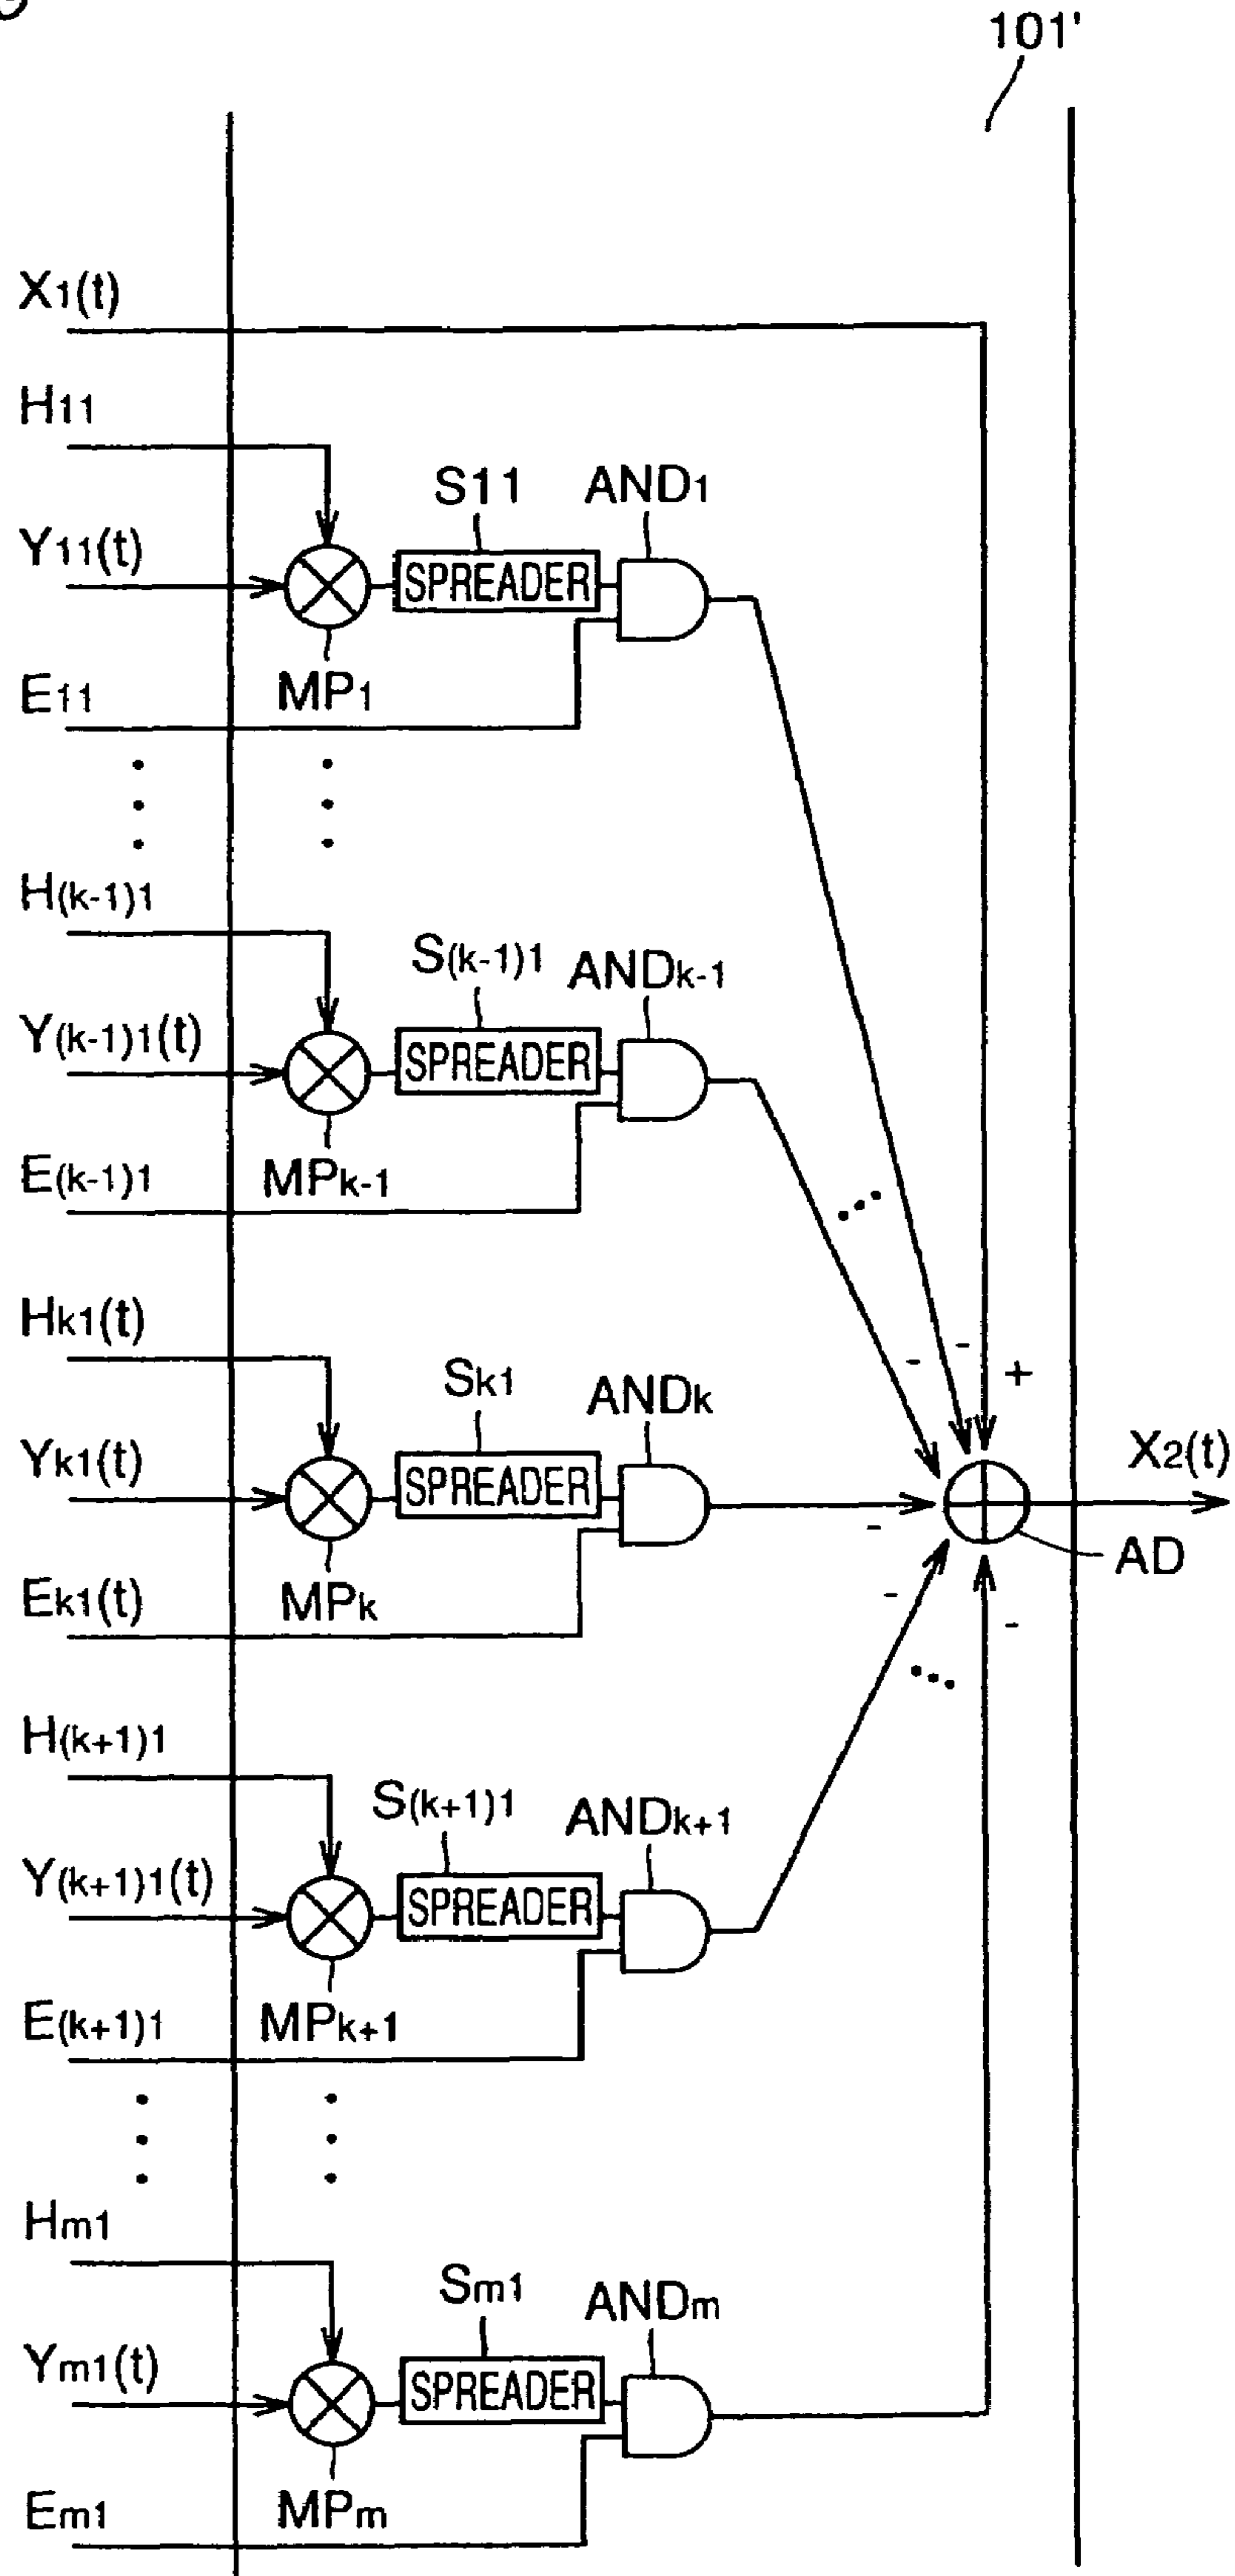 101'
X1(t)
H11
S11 AND1
Y11(t)
SPREADER
E11
MP1
H(k-1)1
S(k-1)1 ANDk-1
Y(k-1)1(t)
SPREADER
E(k-1)1
MPk-1
Hk1(t)
- - +
Sk1 ANDk
Yk1(t)
SPREADER
X2(t)
-
AD
Ek1(t)
MPk
- -
H(k+1)1
S(k+1)1 ANDk+1
Y(k+1)1(t)
SPREADER
E(k+1)1
MPk+1
Hm1
Sm1 ANDm
Ym1(t)
SPREADER
Em1
MPm